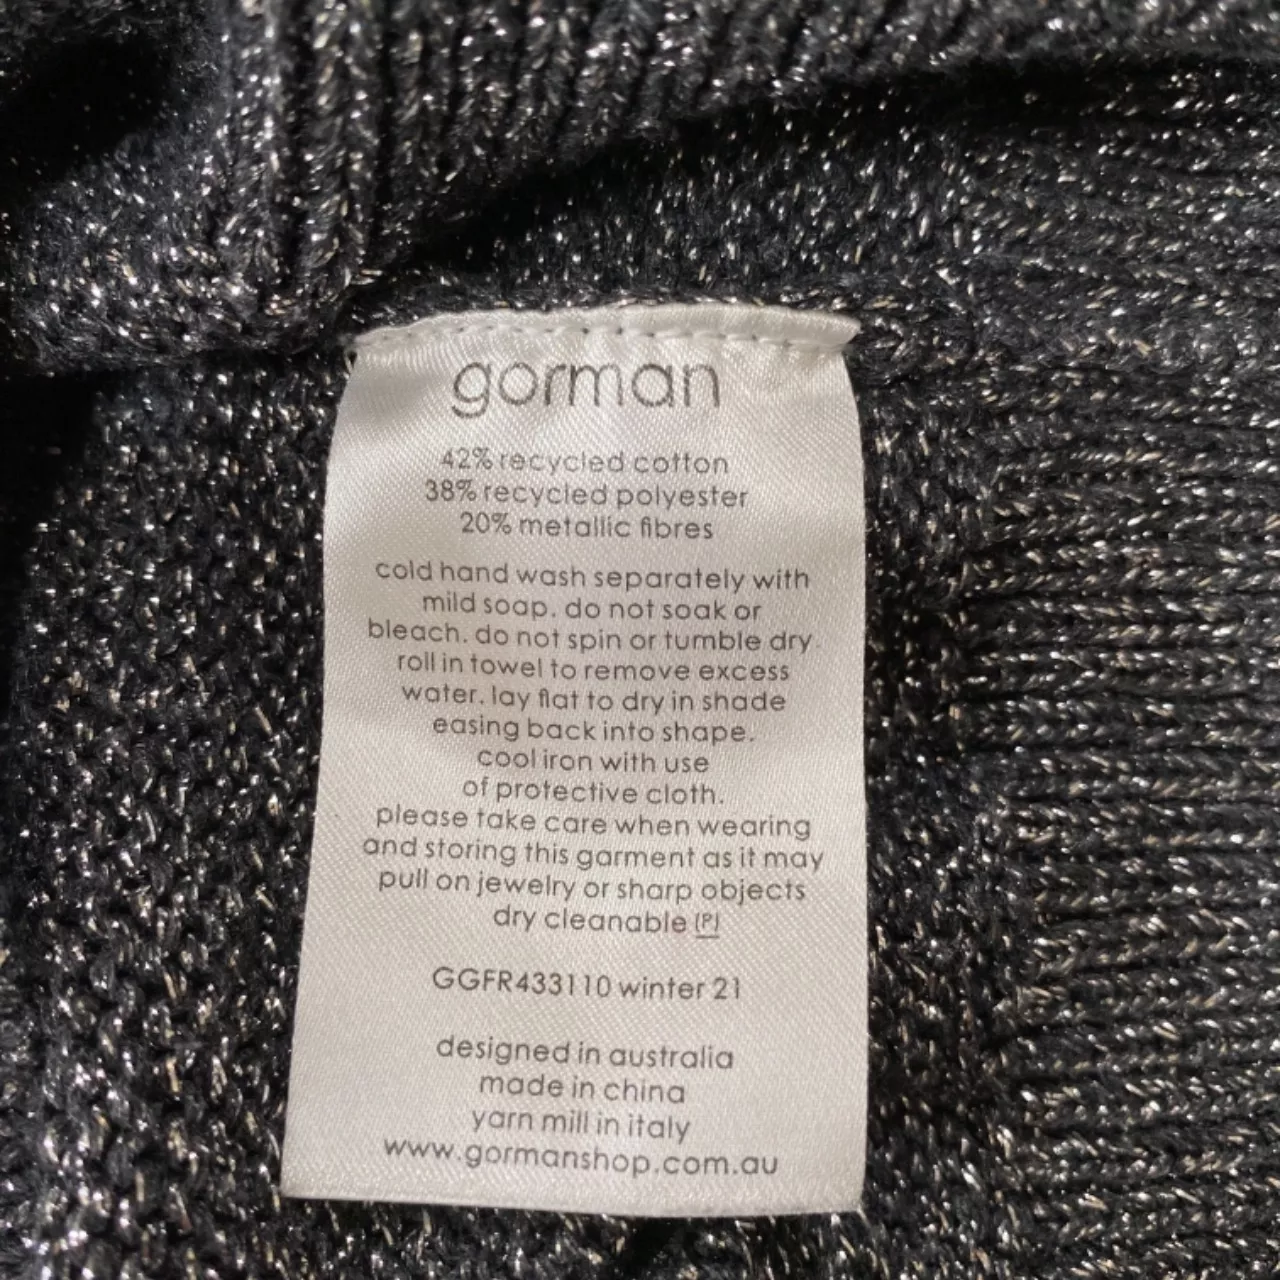 gorman
42% recycled cotton
38% recycled polyester
20% metallic fibres
cold hand wash separately with
mild soap. do not soak or
bleach. do not spin or tumble dry.
roll in towel to remove excess
water. lay flat to dry in shade
easing back into shape.
cool iron with use
of protective cloth.
please take care when wearing
and storing this garment as it may
pull on jewelry or sharp objects
dry cleanable (P)
GGFR433110 winter 21
designed in australia
made in china
yarn mill in italy
www.gormanshop.com.au